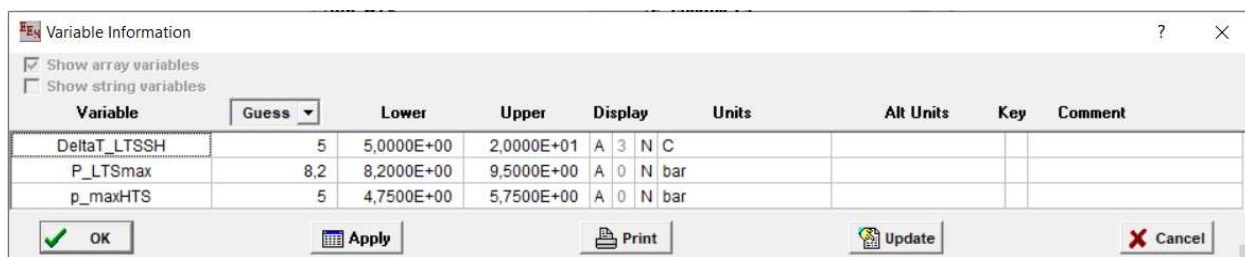 EES Variable Information ? ×
Show array variables
Show string variables
Variable Guess Lower Upper Display Units Alt Units Key Comment
DeltaT_LTSSH 5 5,0000E+00 2,0000E+01 A 3 N C
P_LTSmax 8,2 8,2000E+00 9,5000E+00 A 0 N bar
p_maxHTS 5 4,7500E+00 5,7500E+00 A 0 N bar
OK Apply Print Update Cancel